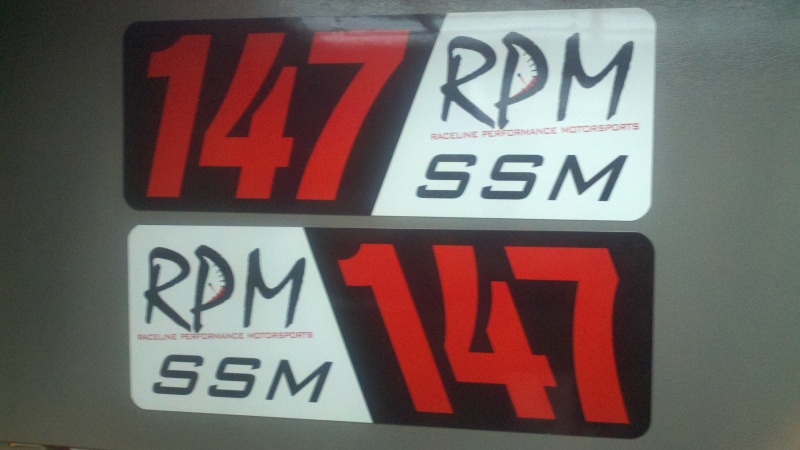 147
RPM
RACELINE PERFORMANCE MOTORSPORTS
SSM
RPM
RACELINE PERFORMANCE MOTORSPORTS
SSM
147